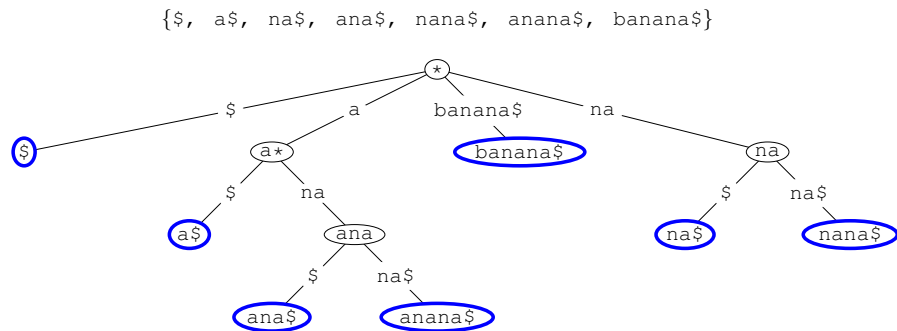 {$, a$, na$, ana$, nana$, anana$, banana$}
*
$ a banana$ na
$ a* banana$ na
$ na $ na$
a$ ana na$ nana$
$ na$
ana$ anana$